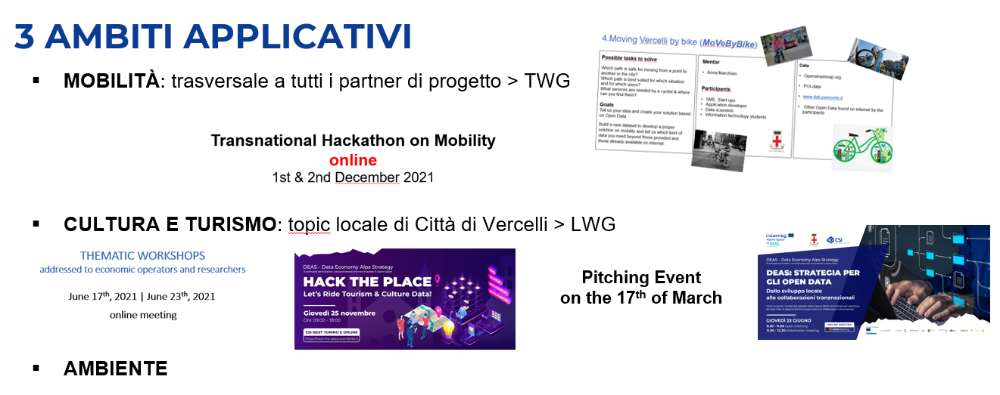 3 AMBITI APPLICATIVI
▪ MOBILITÀ: trasversale a tutti i partner di progetto > TWG
Transnational Hackathon on Mobility
online
1st & 2nd December 2021
4.Moving Vercelli by bike (MoVeByBike)
Possible tasks to solve
Which path is safe for moving from a point to
another in the city?
Which path is best suited for which situation
and for which users?
What services are needed by a cyclist & where
can you find them?
Goals
Tell us your idea and create your solution based
on Open Data.
Build a new dataset to develop a proper
solution on mobility and tell us which kind of
data you need beyond those provided and
those already available on internet.
Mentor
• Anna Marchisio
Participants
• SME, Start-ups
• Application developer
• Data scientists
• Information technology students
Data
• Openstreetmap.org
• POI-data
• www.dati.piemonte.it
• Other Open Data found on internet by the
participants
▪ CULTURA E TURISMO: topic locale di Città di Vercelli > LWG
THEMATIC WORKSHOPS
addressed to economic operators and researchers
June 17th, 2021 | June 23th, 2021
online meeting
DEAS - Data Economy Alps Strategy
HACK THE PLACE
Let's Ride Tourism & Culture Data!
Giovedì 25 novembre
Ore 09:00 - 18:00
CSI NEXT TORINO E ONLINE
https://hack-the-place.eventbrite.it
Pitching Event
on the 17th of March
Interreg
Alpine Space
DEAS
CSI
DEAS - Data Economy Alps Strategy
DEAS: STRATEGIA PER
GLI OPEN DATA
Dallo sviluppo locale
alle collaborazioni transnazionali
GIOVEDÌ 23 GIUGNO
9.30 - 11.00 open meeting
11.00 - 12.30 stakeholder meeting
ONLINE MEETING
GoToMeeting
▪ AMBIENTE